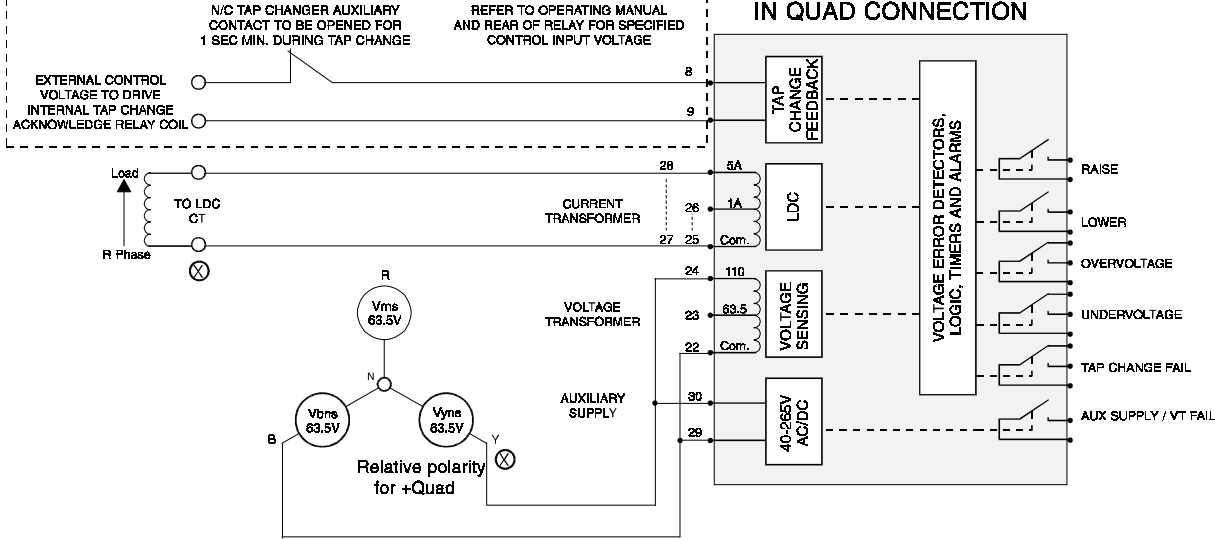 IN QUAD CONNECTION
N/C TAP CHANGER AUXILIARY
CONTACT TO BE OPENED FOR
1 SEC MIN. DURING TAP CHANGE
REFER TO OPERATING MANUAL
AND REAR OF RELAY FOR SPECIFIED
CONTROL INPUT VOLTAGE
EXTERNAL CONTROL
VOLTAGE TO DRIVE
INTERNAL TAP CHANGE
ACKNOWLEDGE RELAY COIL
8
9
TAP
CHANGE
FEEDBACK
Load
R Phase
TO LDC
CT
CURRENT
TRANSFORMER
28
26
27 25
5A
1A
Com.
LDC
VOLTAGE ERROR DETECTORS,
LOGIC, TIMERS AND ALARMS
RAISE
LOWER
OVERVOLTAGE
UNDERVOLTAGE
TAP CHANGE FAIL
AUX SUPPLY / VT FAIL
VOLTAGE
TRANSFORMER
24
23
22
110
63.5
Com.
VOLTAGE
SENSING
AUXILIARY
SUPPLY
30
29
40-265V
AC/DC
R
Vrns
63.5V
N
Vbns
63.5V
Vyns
63.5V
B
Y
Relative polarity
for +Quad